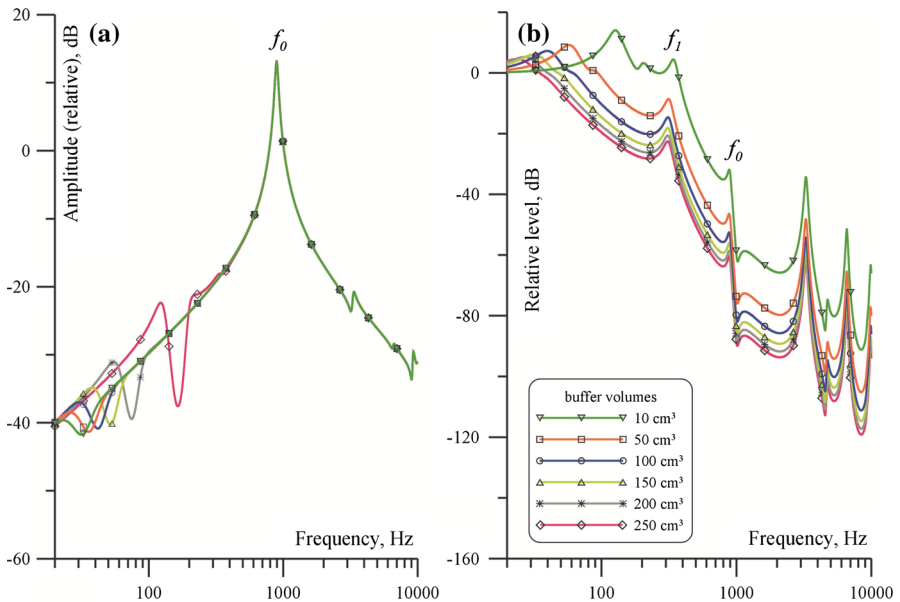 (a)
f0
20
0
-20
-40
-60
Amplitude (relative), dB
Frequency, Hz
100 1000 10000
(b)
f1
f0
0
-40
-80
-120
-160
Relative level, dB
buffer volumes
10 cm³
50 cm³
100 cm³
150 cm³
200 cm³
250 cm³
Frequency, Hz
100 1000 10000